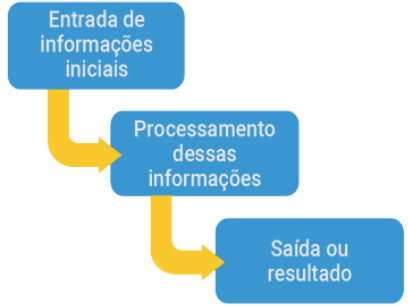 Entrada de
informações
iniciais
Processamento
dessas
informações
Saída ou
resultado